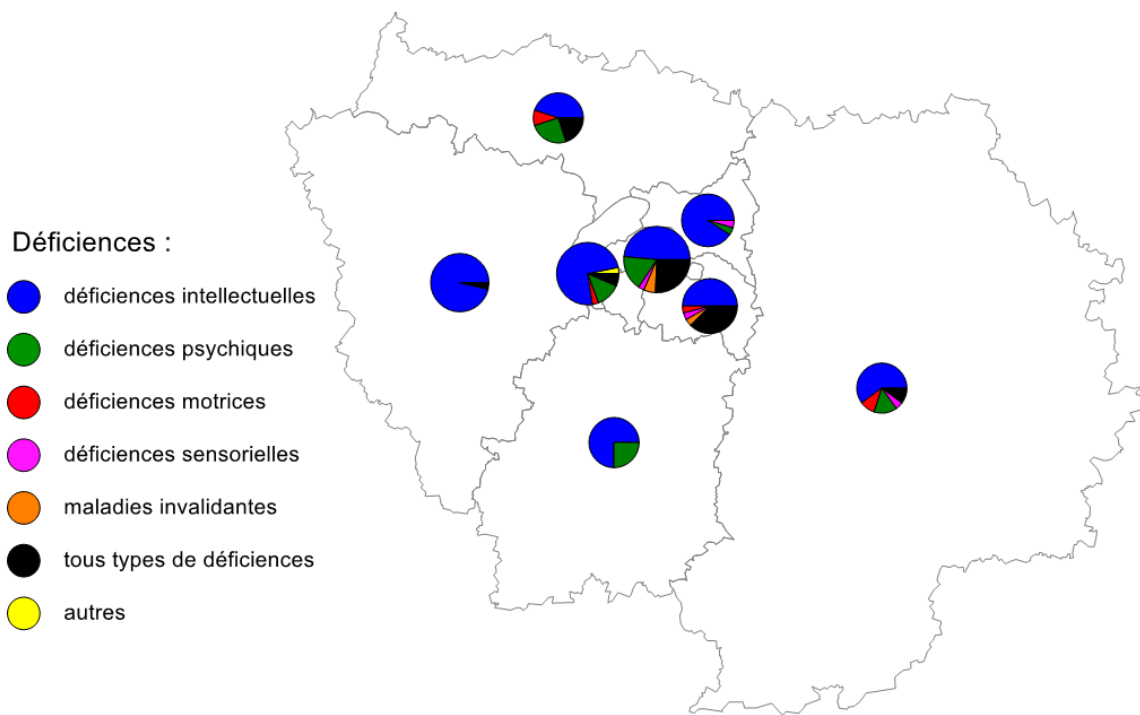 Déficiences :
déficiences intellectuelles
déficiences psychiques
déficiences motrices
déficiences sensorielles
maladies invalidantes
tous types de déficiences
autres